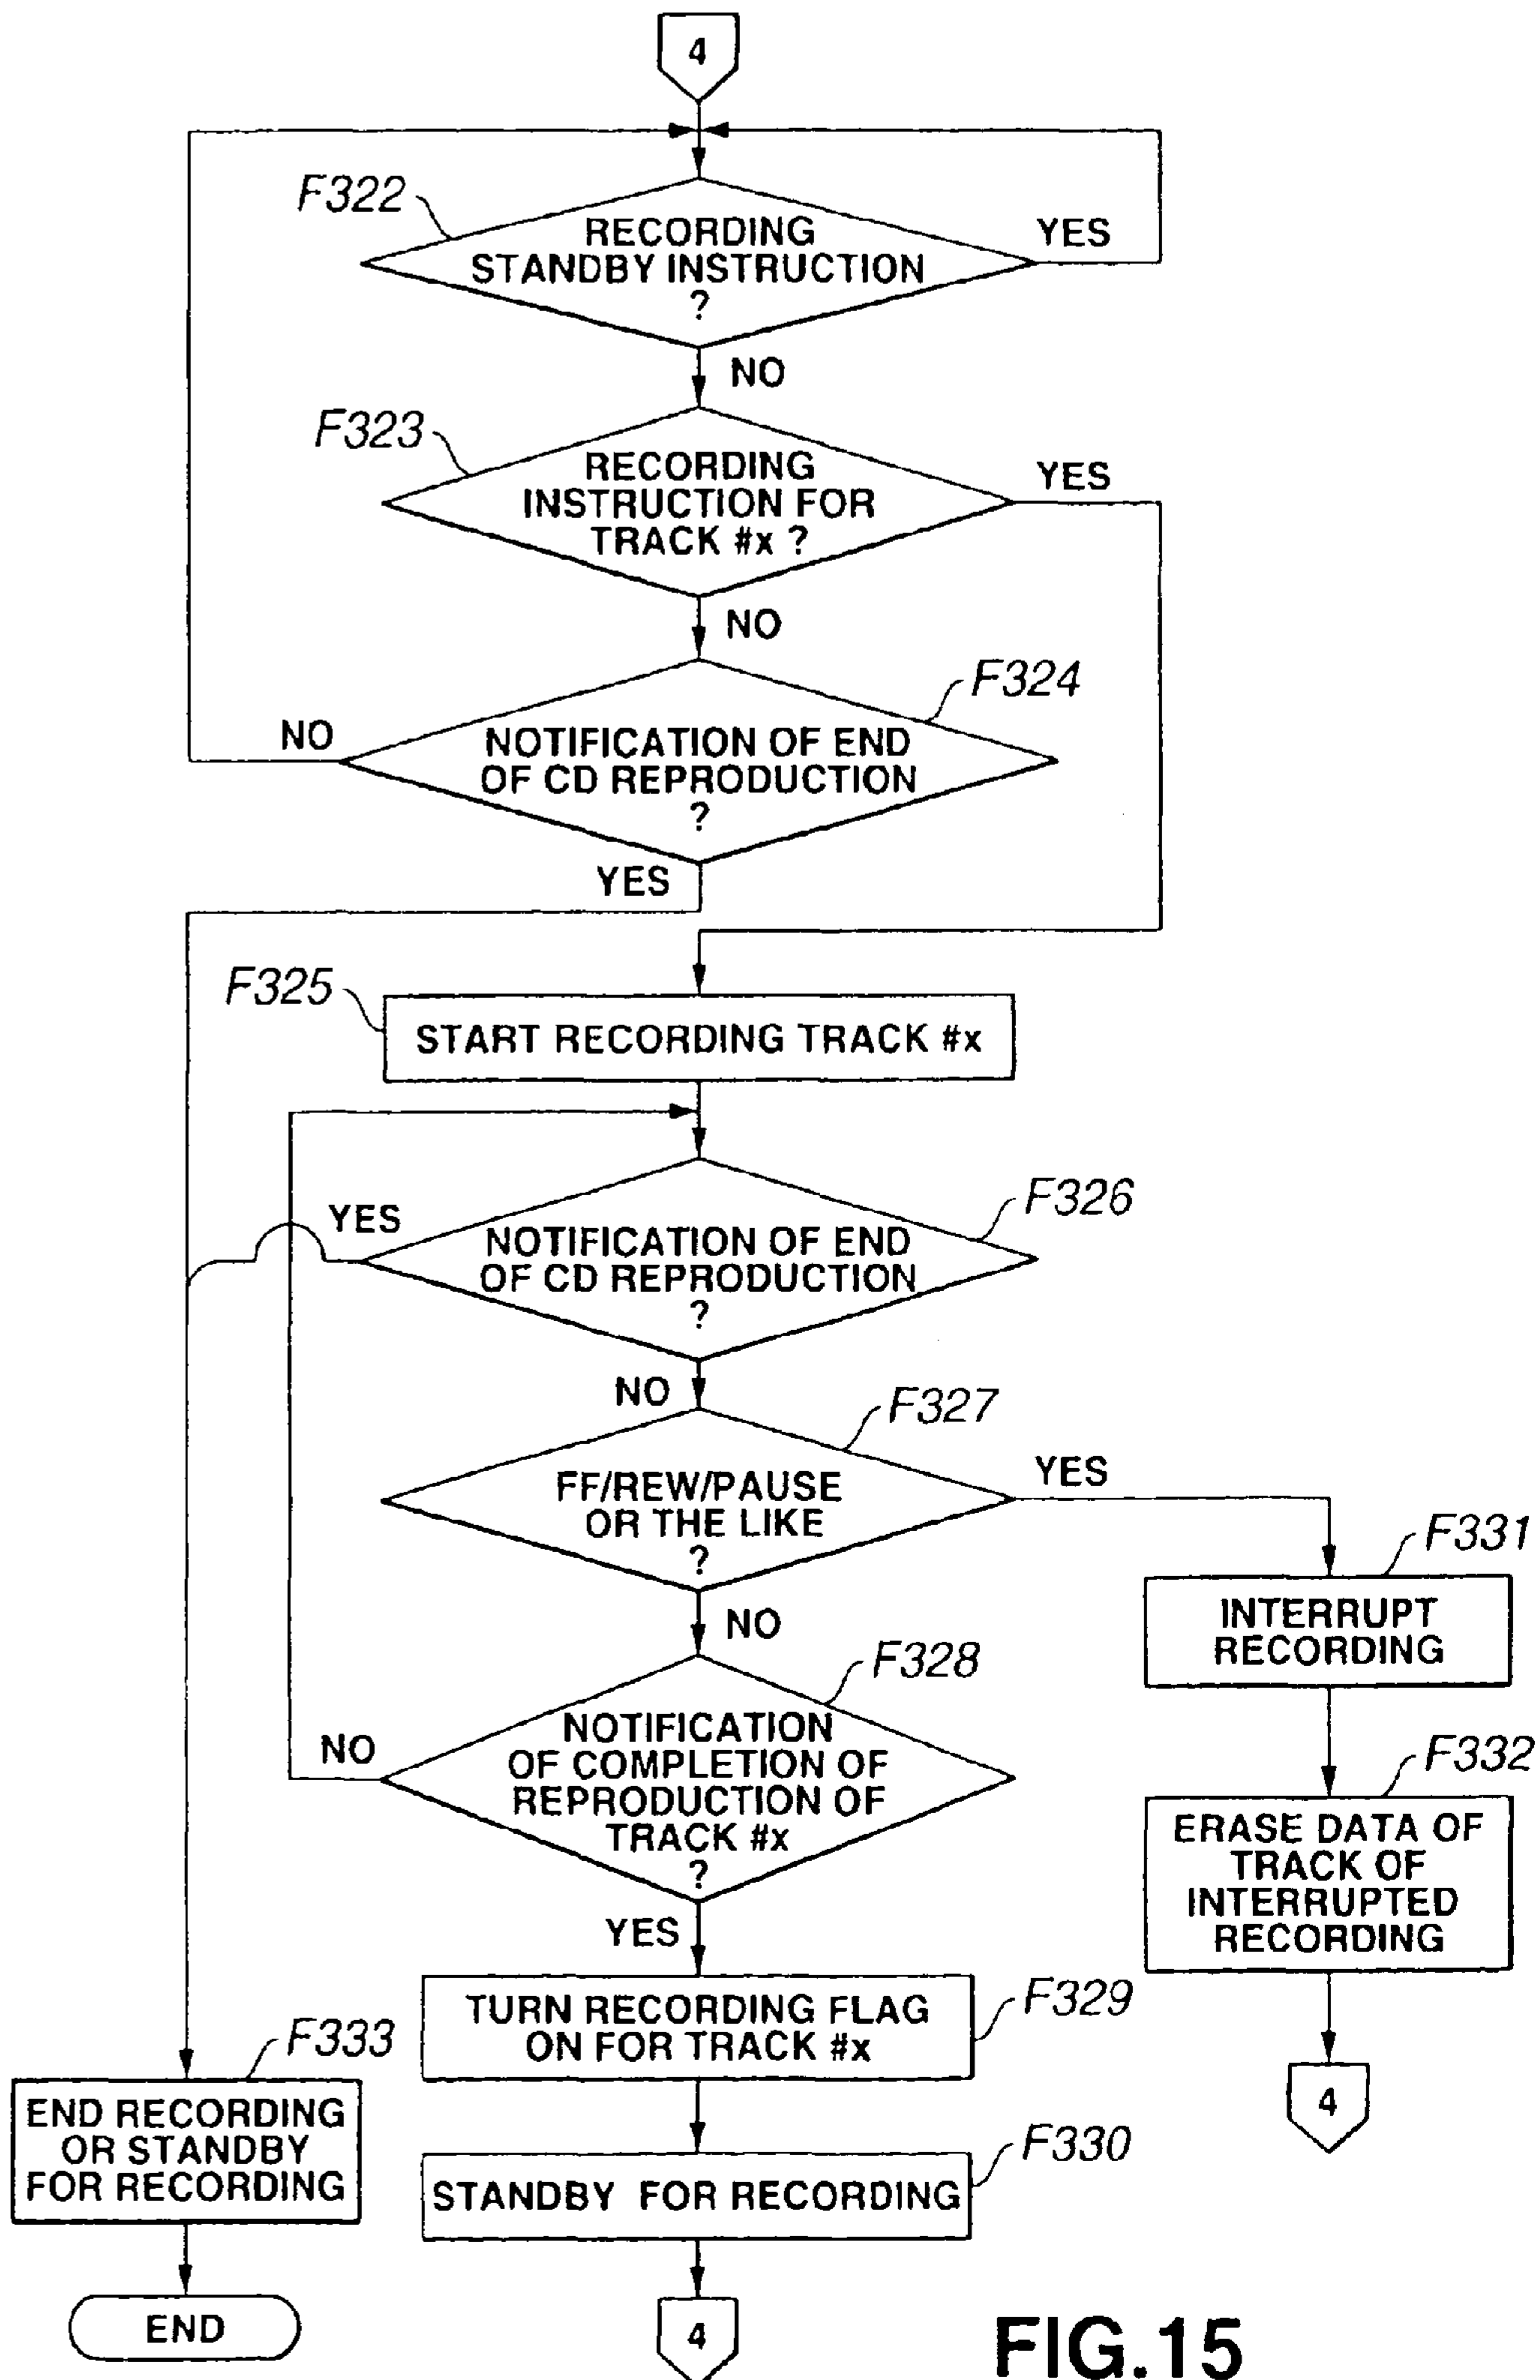 4
F322
RECORDING
STANDBY INSTRUCTION
?
YES
NO
F323
RECORDING
INSTRUCTION FOR
TRACK #x ?
YES
NO
F324
NOTIFICATION OF END
OF CD REPRODUCTION
?
NO
YES
F325
START RECORDING TRACK #x
F326
YES
NOTIFICATION OF END
OF CD REPRODUCTION
?
NO
F327
FF/REW/PAUSE
OR THE LIKE
?
YES
NO
F331
INTERRUPT
RECORDING
F328
NOTIFICATION
OF COMPLETION OF
REPRODUCTION OF
TRACK #x
?
NO
YES
F332
ERASE DATA OF
TRACK OF
INTERRUPTED
RECORDING
4
F329
TURN RECORDING FLAG
ON FOR TRACK #x
F333
END RECORDING
OR STANDBY
FOR RECORDING
F330
STANDBY FOR RECORDING
END
4
FIG.15